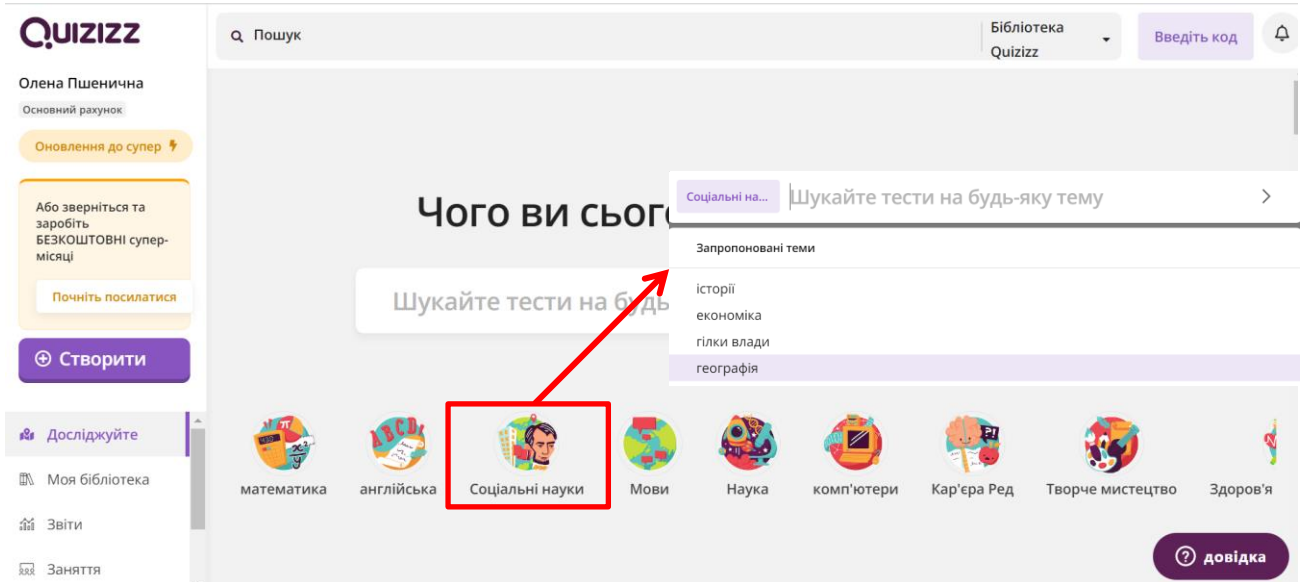 Quizizz
Пошук
Бібліотека
Quizizz
Введіть код
Олена Пшенична
Основний рахунок
Оновлення до супер
Або зверніться та
заробіть
БЕЗКОШТОВНІ супер-
місяці
Почніть посилатися
Створити
Досліджуйте
Моя бібліотека
Звіти
Заняття
Чого ви сього
Шукайте тести на будь
Соціальні на...
Шукайте тести на будь-яку тему
Запропоновані теми
історії
економіка
гілки влади
географія
математика
англійська
Соціальні науки
Мови
Наука
комп'ютери
Кар'єра Ред
Творче мистецтво
Здоров'я
довідка